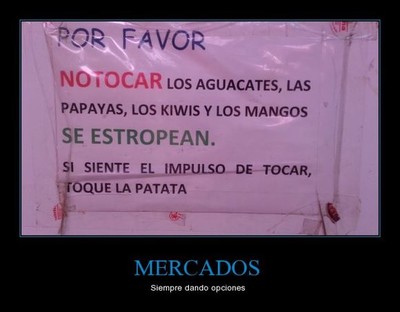 POR FAVOR
NOTOCAR LOS AGUACATES, LAS
PAPAYAS, LOS KIWIS Y LOS MANGOS
SE ESTROPEAN.
SI SIENTE EL IMPULSO DE TOCAR,
TOQUE LA PATATA
MERCADOS
Siempre dando opciones